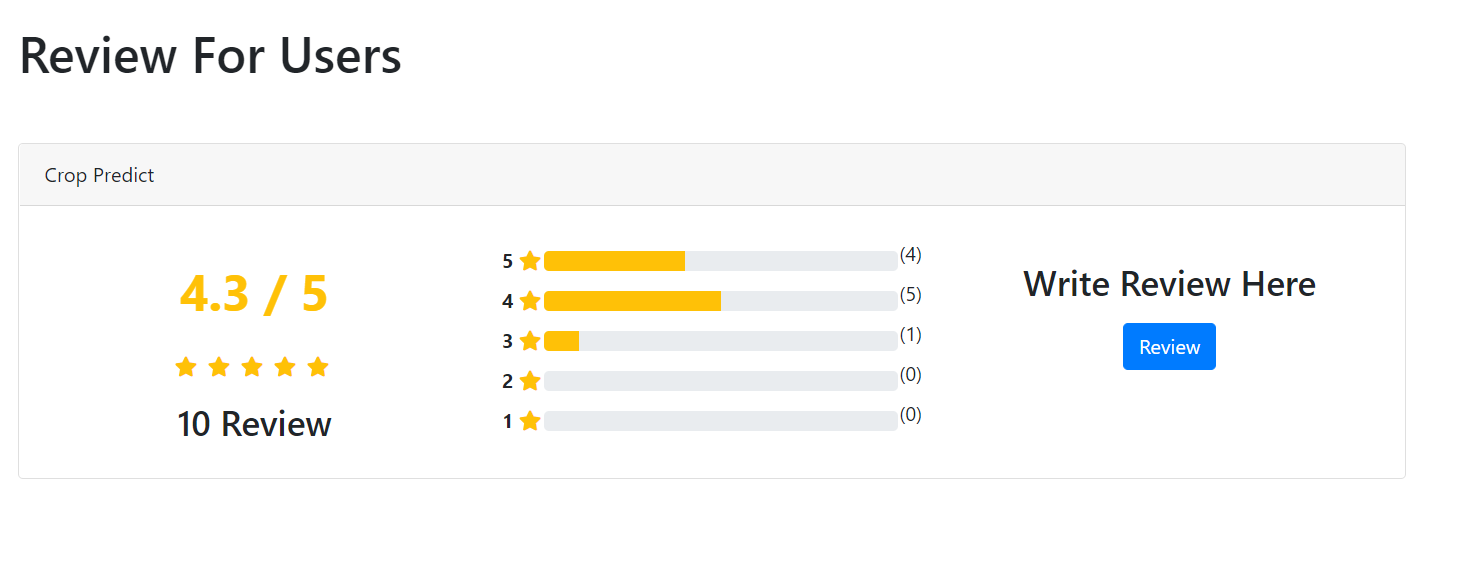 Review For Users
Crop Predict
4.3 / 5
10 Review
5 (4)
4 (5)
3 (1)
2 (0)
1 (0)
Write Review Here
Review